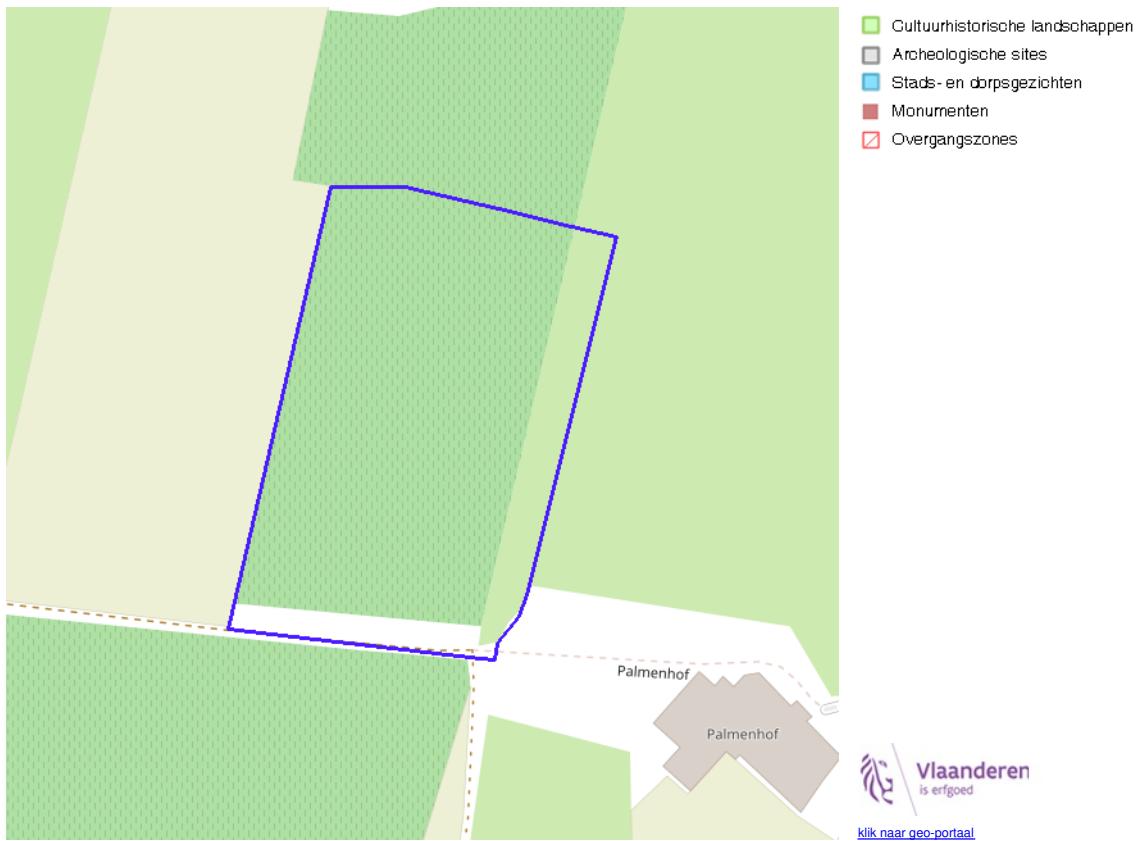 Cultuurhistorische landschappen
Archeologische sites
Stads- en dorpsgezichten
Monumenten
Overgangszones
Palmenhof
Palmenhof
Vlaanderen
is erfgoed
klik naar geo-portaal